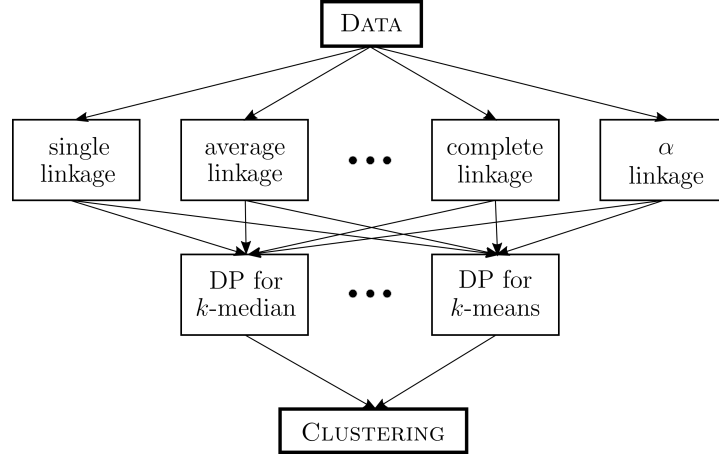 DATA
single
linkage
average
linkage
•••
complete
linkage
α
linkage
DP for
k-median
•••
DP for
k-means
CLUSTERING